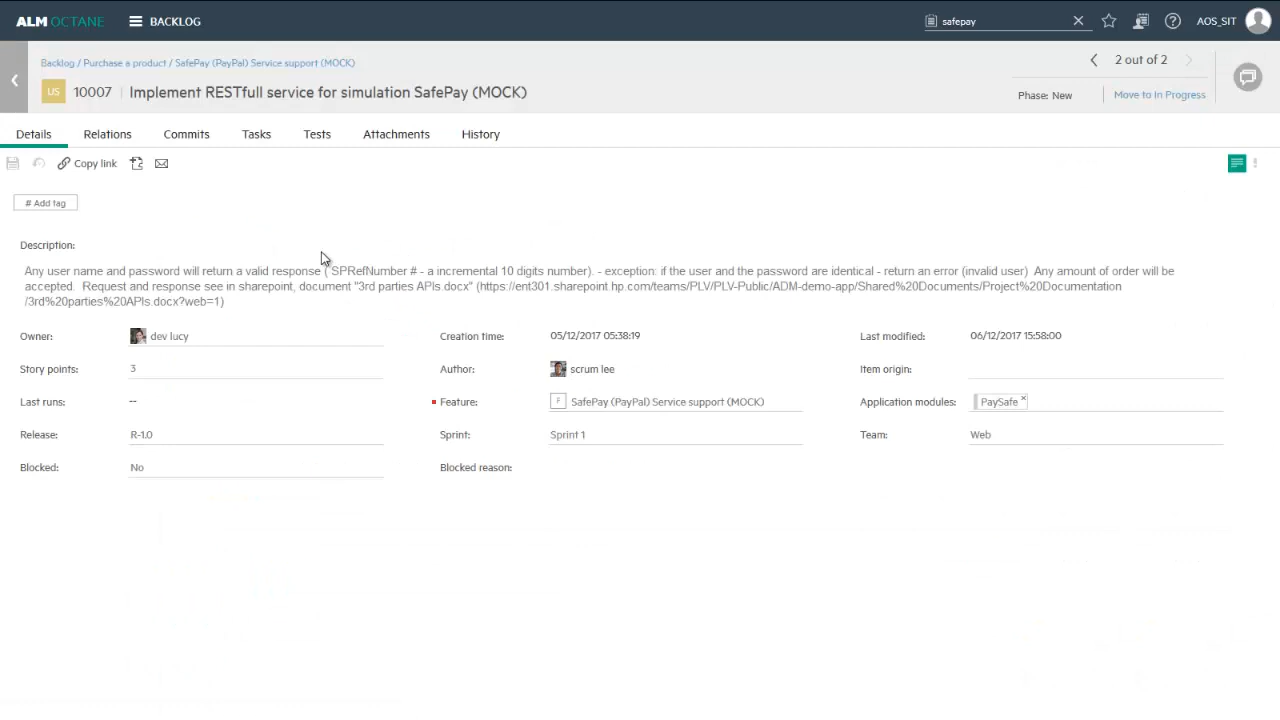 ALM OCTANE BACKLOG safepay AOS_SIT
Backlog / Purchase a product / SafePay (PayPal) Service support (MOCK) 2 out of 2
US 10007 Implement RESTfull service for simulation SafePay (MOCK) Phase: New Move to In Progress
Details Relations Commits Tasks Tests Attachments History
Copy link
# Add tag
Description:
Any user name and password will return a valid response ( SPRefNumber # - a incremental 10 digits number). - exception: if the user and the password are identical - return an error (invalid user) Any amount of order will be
accepted. Request and response see in sharepoint, document "3rd parties APIs.docx" (https://ent301.sharepoint.hp.com/teams/PLV/PLV-Public/ADM-demo-app/Shared%20Documents/Project%20Documentation
/3rd%20parties%20APIs.docx?web=1)
Owner: dev lucy Creation time: 05/12/2017 05:38:19 Last modified: 06/12/2017 15:58:00
Story points: 3 Author: scrum lee Item origin:
Last runs: -- Feature: F SafePay (PayPal) Service support (MOCK) Application modules: PaySafe
Release: R-1.0 Sprint: Sprint 1 Team: Web
Blocked: No Blocked reason: